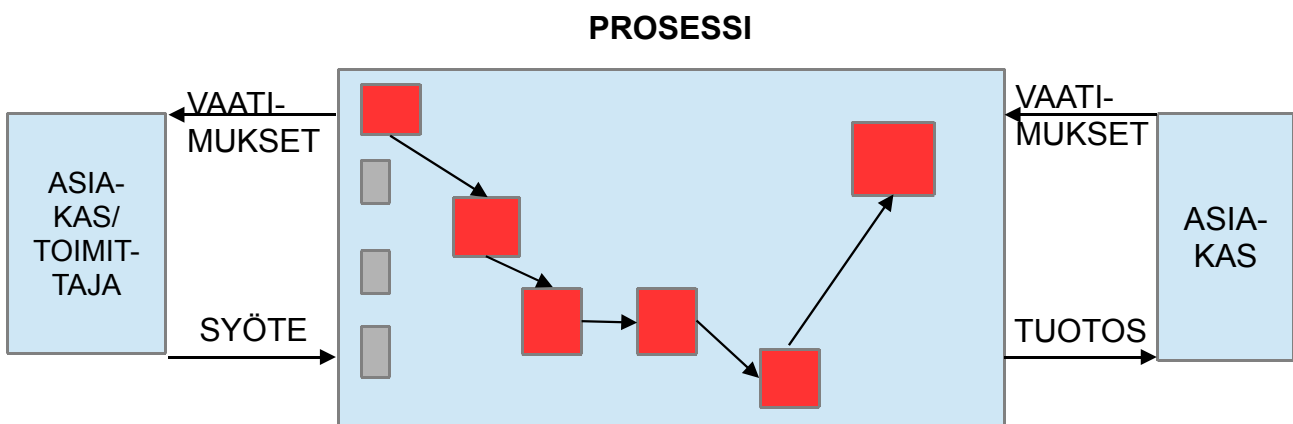 PROSESSI
VAATI-
MUKSET
ASIA-
KAS/
TOIMIT-
TAJA
SYÖTE
VAATI-
MUKSET
ASIA-
KAS
TUOTOS